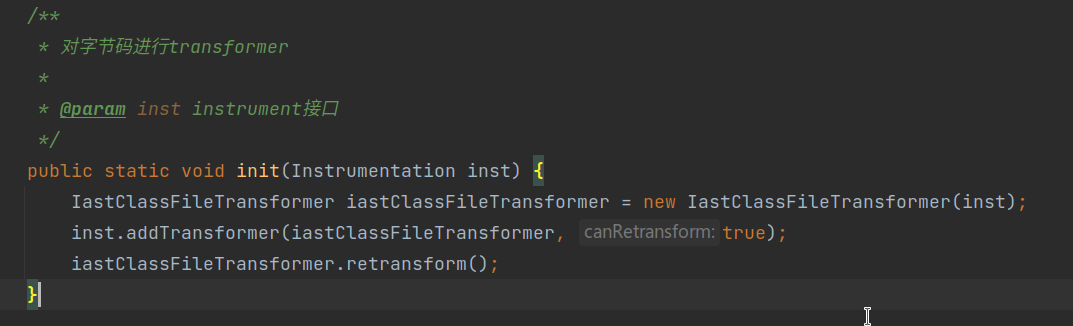 /**
 * 对字节码进行transformer
 *
 * @param inst instrument接口
 */
public static void init(Instrumentation inst) {
    IastClassFileTransformer iastClassFileTransformer = new IastClassFileTransformer(inst);
    inst.addTransformer(iastClassFileTransformer, canRetransform: true);
    iastClassFileTransformer.retransform();
}